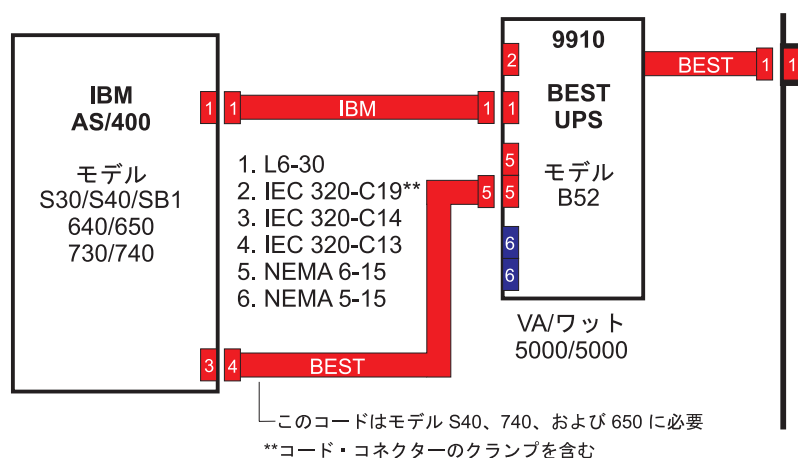 IBM
AS/400
モデル
S30/S40/SB1
640/650
730/740
1
1
IBM
1
1
2
9910
BEST
UPS
モデル
B52
5
5
5
6
6
BEST
1
1
1. L6-30
2. IEC 320-C19**
3. IEC 320-C14
4. IEC 320-C13
5. NEMA 6-15
6. NEMA 5-15
VA/ワット
5000/5000
3
4
BEST
このコードはモデル S40、740、および 650 に必要
**コード・コネクターのクランプを含む